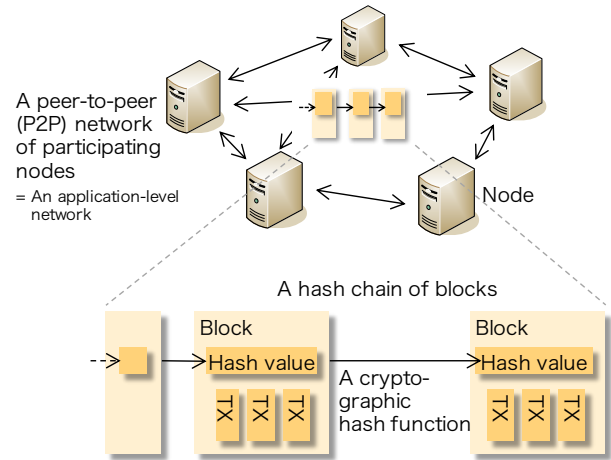 A peer-to-peer
(P2P) network
of participating
nodes
= An application-level
network
Node
A hash chain of blocks
Block
Hash value
TX
TX
TX
A crypto-
graphic
hash function
Block
Hash value
TX
TX
TX